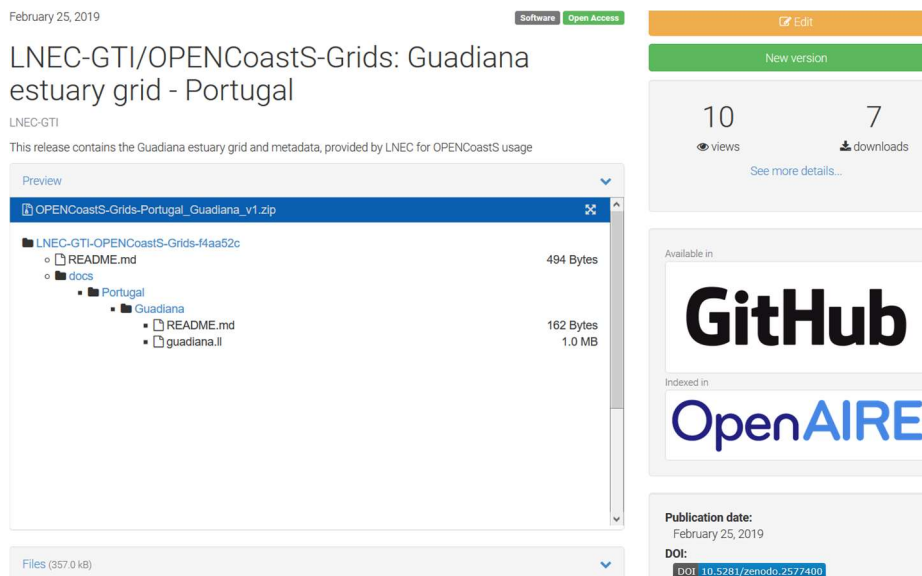 February 25, 2019
Software Open Access
LNEC-GTI/OPENCoastS-Grids: Guadiana
estuary grid - Portugal
LNEC-GTI
This release contains the Guadiana estuary grid and metadata, provided by LNEC for OPENCoastS usage
Preview
OPENCoastS-Grids-Portugal_Guadiana_v1.zip
LNEC-GTI-OPENCoastS-Grids-f4aa52c
README.md 494 Bytes
docs
Portugal
Guadiana
README.md 162 Bytes
guadiana.ll 1.0 MB
Files (357.0 kB)
Edit
New version
10 7
views downloads
See more details...
Available in
GitHub
Indexed in
OpenAIRE
Publication date:
February 25, 2019
DOI:
DOI 10.5281/zenodo.2577400